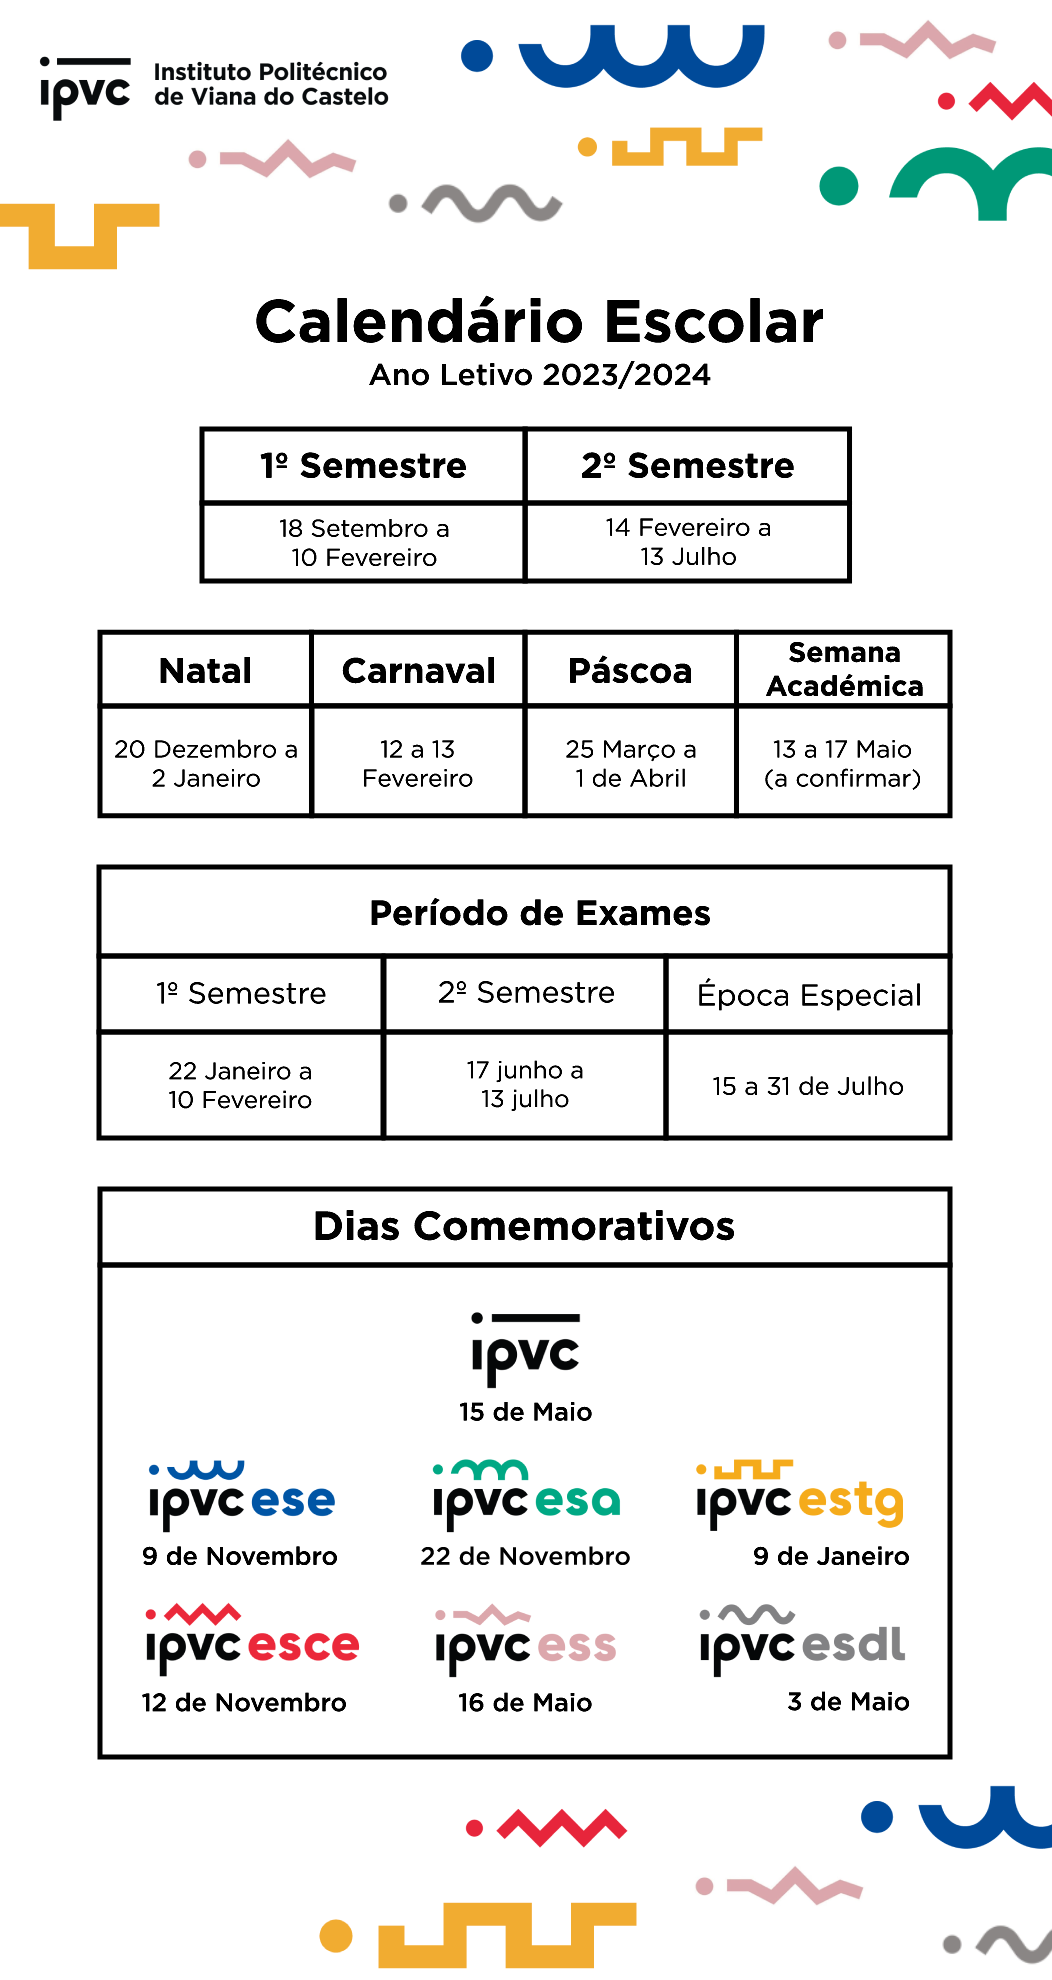 ipvc
Instituto Politécnico
de Viana do Castelo
Calendário Escolar
Ano Letivo 2023/2024
1º Semestre
2º Semestre
18 Setembro a
10 Fevereiro
14 Fevereiro a
13 Julho
Natal
Carnaval
Páscoa
Semana
Académica
20 Dezembro a
2 Janeiro
12 a 13
Fevereiro
25 Março a
1 de Abril
13 a 17 Maio
(a confirmar)
Período de Exames
1º Semestre
2º Semestre
Época Especial
22 Janeiro a
10 Fevereiro
17 junho a
13 julho
15 a 31 de Julho
Dias Comemorativos
ipvc
15 de Maio
ipvc ese
ipvc esa
ipvc estg
9 de Novembro
22 de Novembro
9 de Janeiro
ipvc esce
ipvc ess
ipvc esdl
12 de Novembro
16 de Maio
3 de Maio